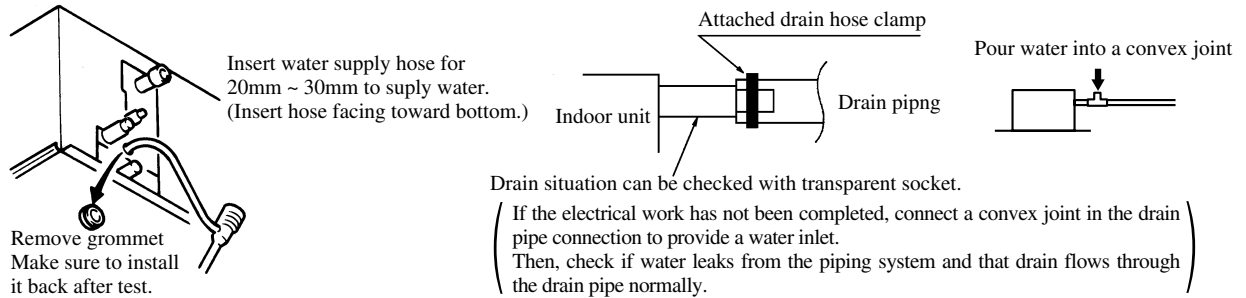 Insert water supply hose for
20mm ~ 30mm to suply water.
(Insert hose facing toward bottom.)
Remove grommet
Make sure to install
it back after test.
Attached drain hose clamp
Indoor unit
Drain pipng
Pour water into a convex joint
Drain situation can be checked with transparent socket.
If the electrical work has not been completed, connect a convex joint in the drain
pipe connection to provide a water inlet.
Then, check if water leaks from the piping system and that drain flows through
the drain pipe normally.